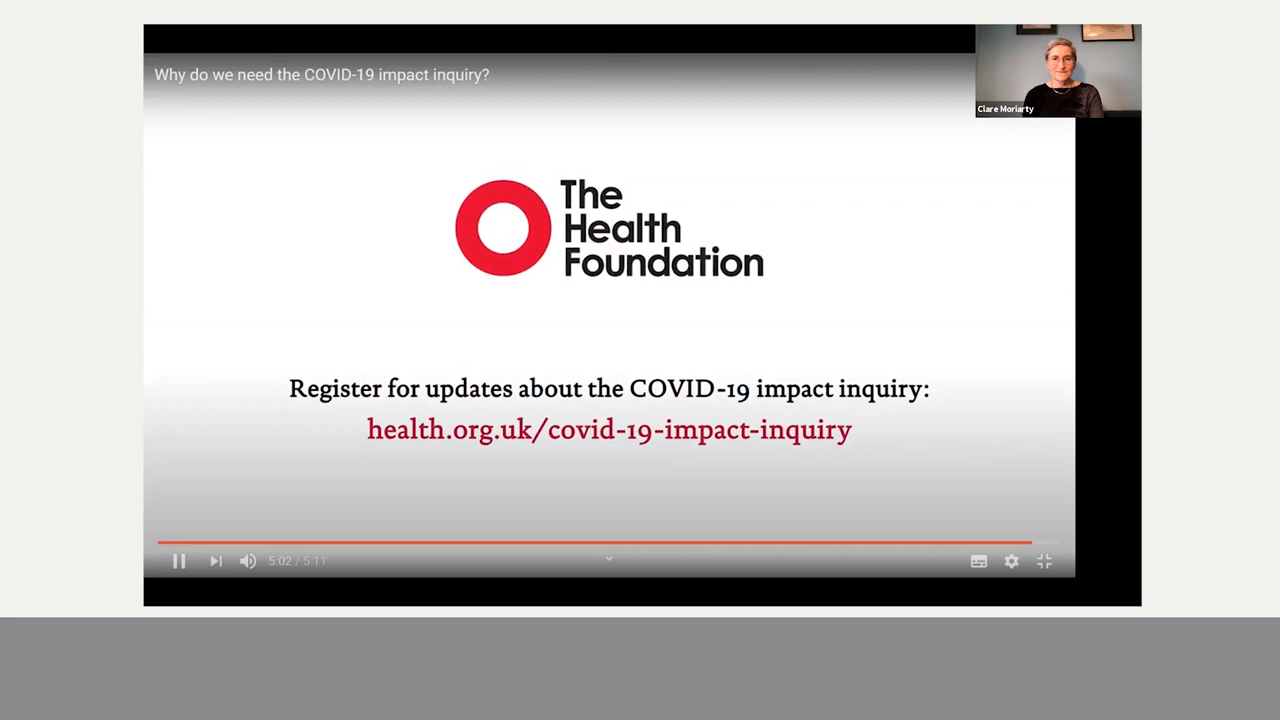 Why do we need the COVID-19 impact inquiry?
Clare Moriarty
The
Health
Foundation
Register for updates about the COVID-19 impact inquiry:
health.org.uk/covid-19-impact-inquiry
5:02 / 5:11